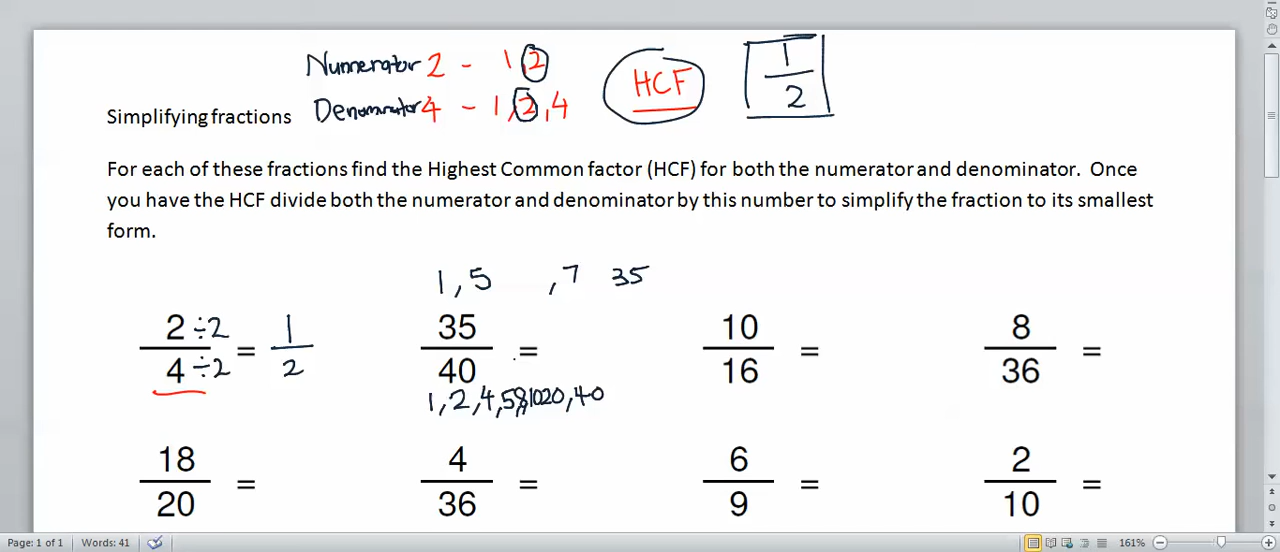 Numerator 2 - 1, 2
HCF
1
2
Denominator 4 - 1, 2, 4
Simplifying fractions
For each of these fractions find the Highest Common factor (HCF) for both the numerator and denominator. Once
you have the HCF divide both the numerator and denominator by this number to simplify the fraction to its smallest
form.
1, 5 , 7 35
2 ÷2 = 1
4 ÷2 2
35
40 =
1, 2, 4, 5, 8, 10 20, 40
10
16 =
8
36 =
18
20 =
4
36 =
6
9 =
2
10 =
Page: 1 of 1 Words: 41 161%